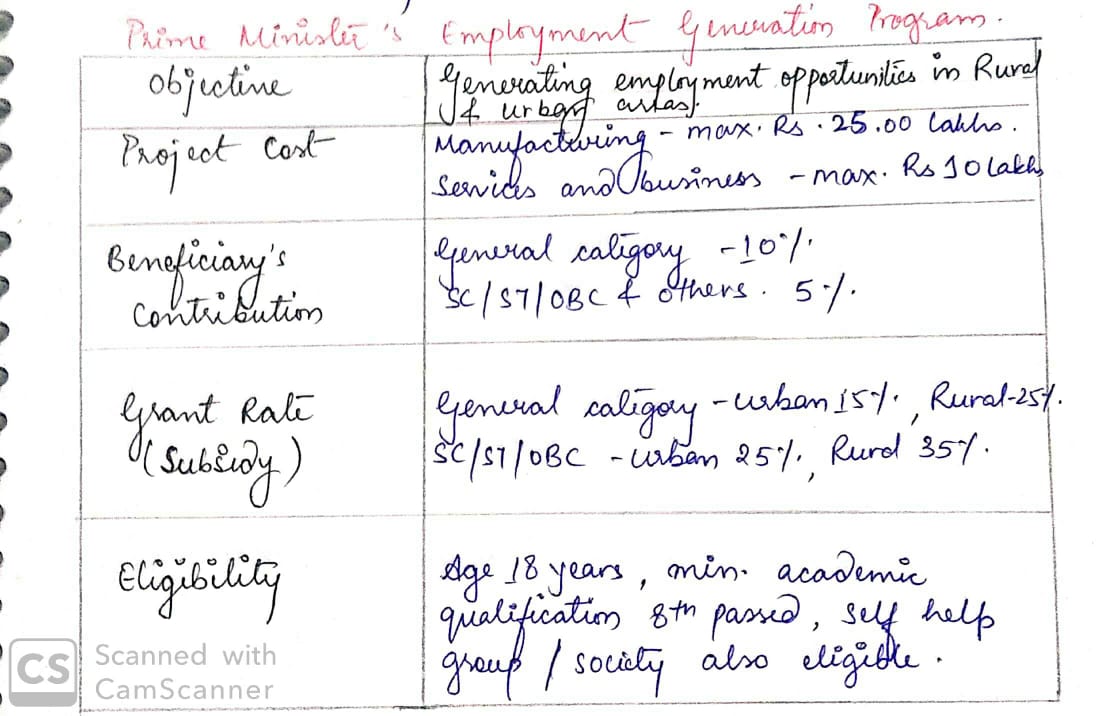 Prime Minister's Employment Generation Program.
Objective
Generating employment opportunities in Rural
& urban areas.
Project Cost
Manufacturing - max. Rs. 25.00 lakhs.
Services and business - max. Rs 10 lakhs
Beneficiary's
Contribution
General category - 10%.
SC/ST/OBC & others. 5%.
Grant Rate
(Subsidy)
General category - urban 15%., Rural-25%.
SC/ST/OBC - urban 25%., Rural 35%.
Eligibility
Age 18 years, min. academic
qualification 8th passed, self help
group / society also eligible.
CS Scanned with
CamScanner